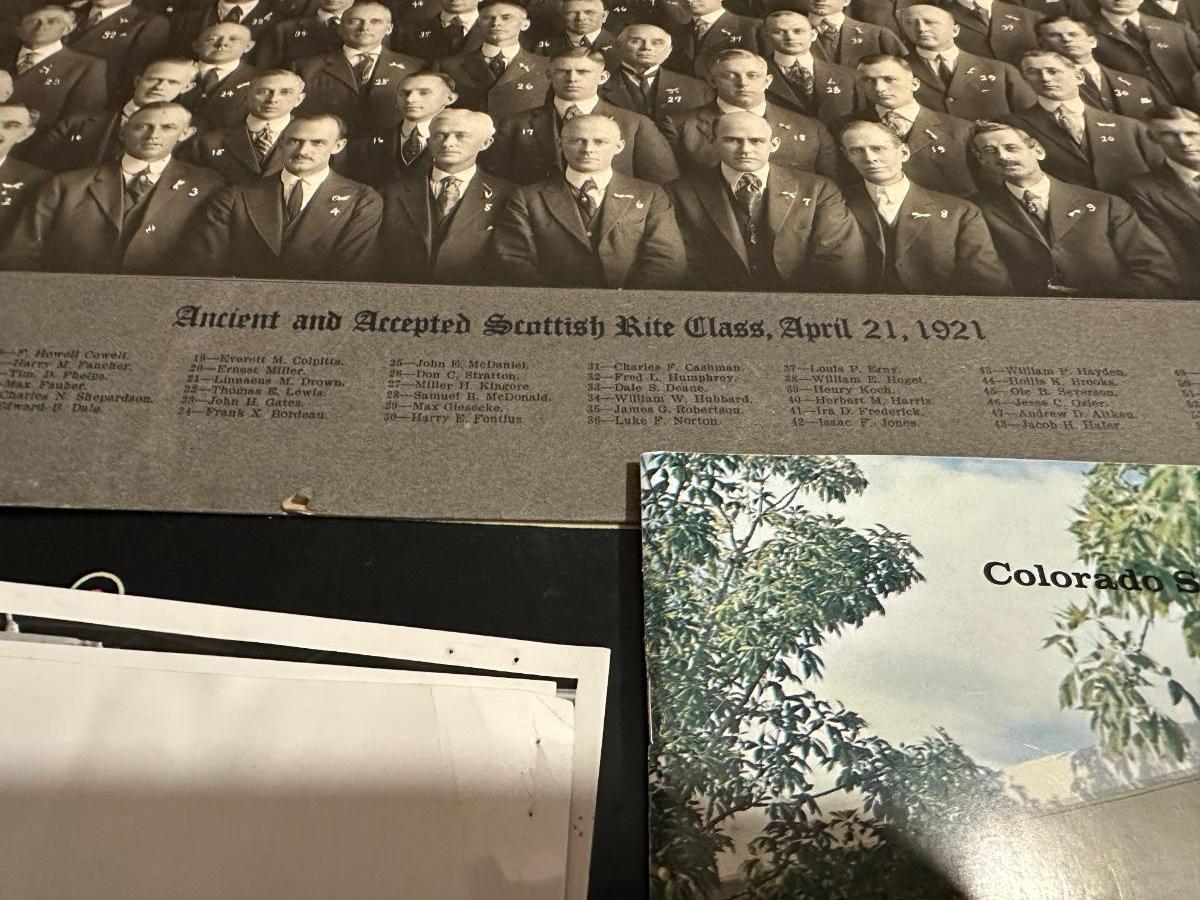 Ancient and Accepted Scottish Rite Class, April 21, 1921
F. Howell Cowell.
Harry M. Fancher.
Tim. D. Phelps.
Max Fauber.
Charles N. Shepardson.
Edward B. Dale.
19—Everett M. Colpitts.
20—Ernest Miller.
21—Linnaeus M. Drown.
22—Thomas E. Lewis.
23—John H. Gates.
24—Frank X. Bordeau.
25—John E. McDaniel.
26—Don C. Stratton.
27—Miller H. Kingore.
28—Samuel B. McDonald.
29—Max Giesecke.
30—Harry E. Fontius.
31—Charles F. Cashman.
32—Fred L. Humphrey.
33—Dale S. Deane.
34—William W. Hubbard.
35—James G. Robertson.
36—Luke F. Norton.
37—Louis P. Erny.
38—William E. Hoget.
39—Henry Koch.
40—Herbert M. Harris.
41—Ira D. Frederick.
42—Isaac F. Jones.
43—William P. Hayden.
44—Hollis K. Brooks.
45—Ole B. Severson.
46—Jesse C. Ozier.
47—Andrew D. Aitken.
48—Jacob H. Hafer.
49
50
51
Colorado S